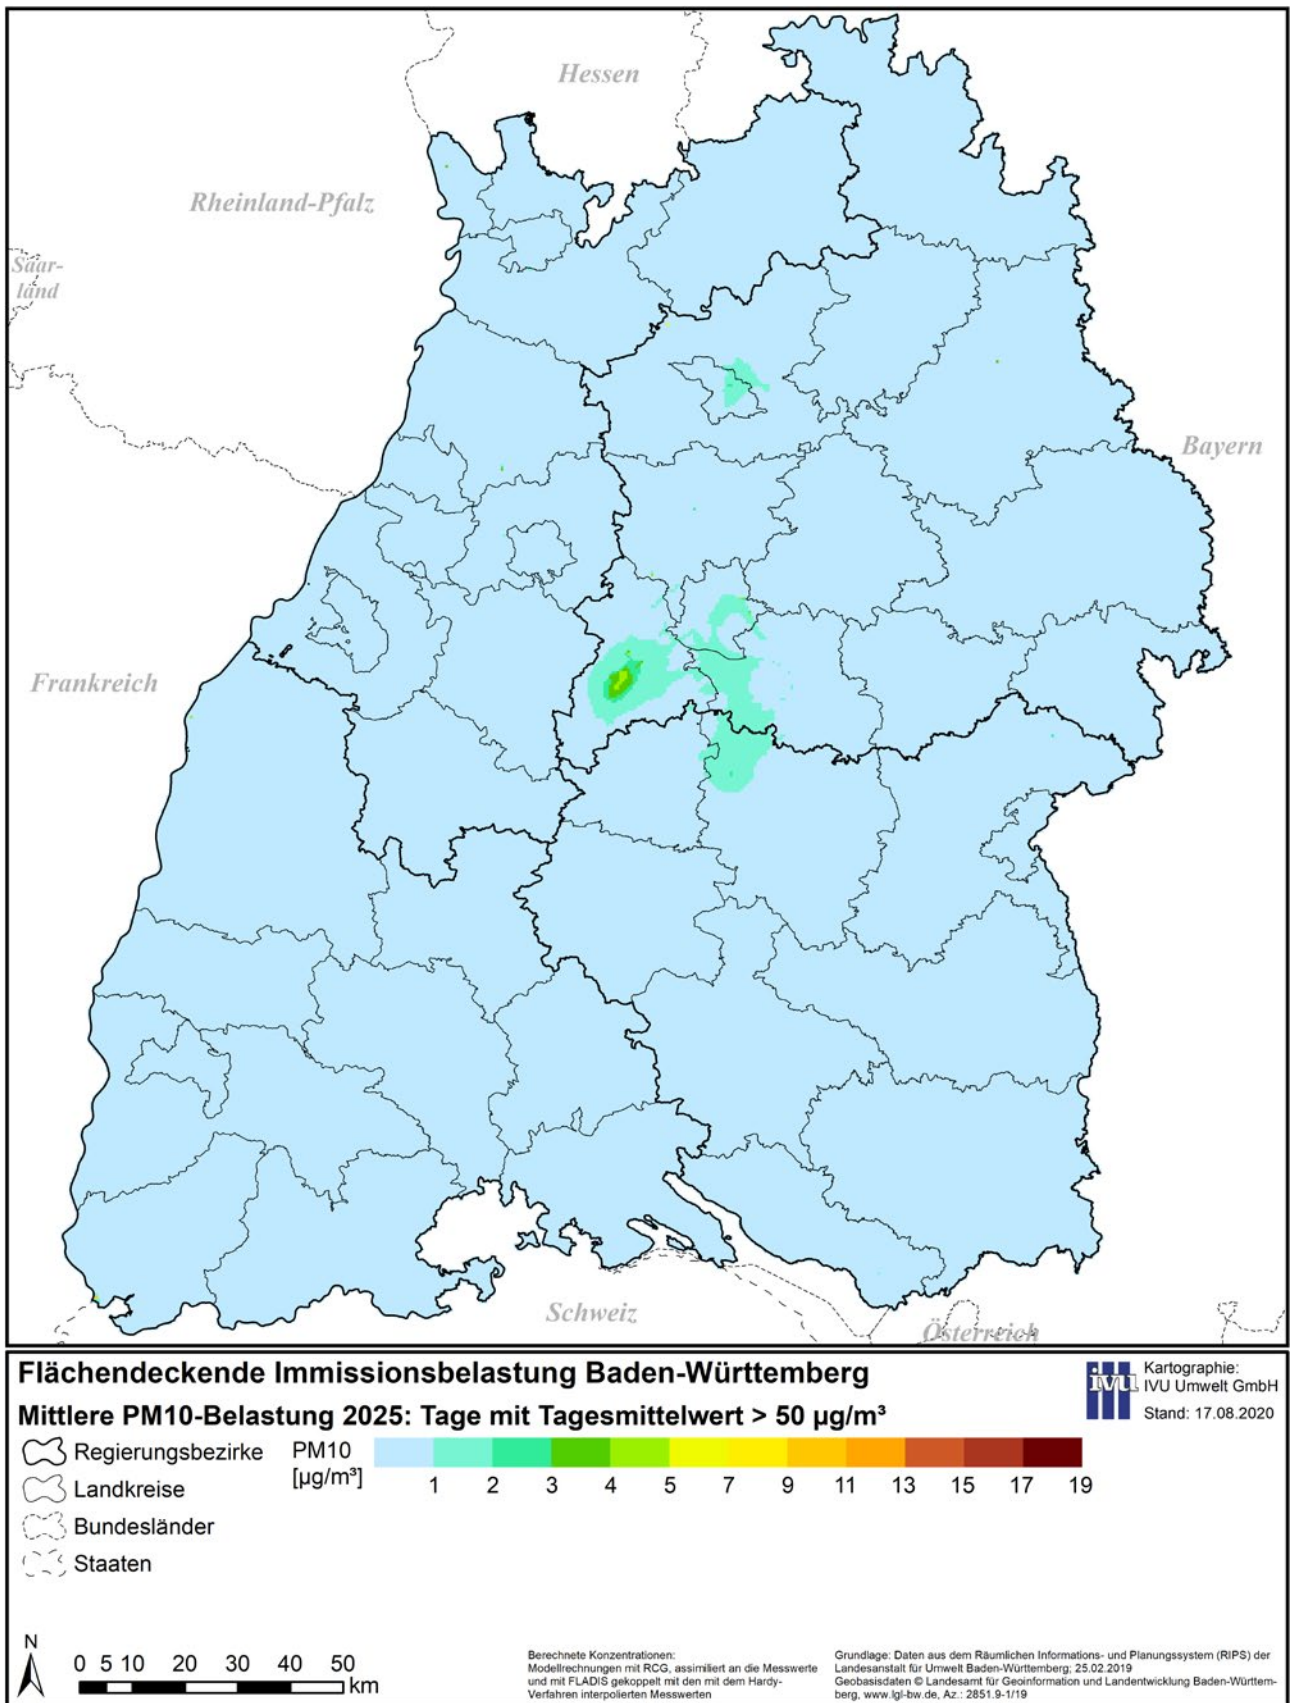 Hessen
Rheinland-Pfalz
Saar-
land
Bayern
Frankreich
Schweiz
Österreich
Flächendeckende Immissionsbelastung Baden-Württemberg
Mittlere PM10-Belastung 2025: Tage mit Tagesmittelwert > 50 µg/m³
ivu
Kartographie:
IVU Umwelt GmbH
Stand: 17.08.2020
Regierungsbezirke
Landkreise
Bundesländer
Staaten
PM10
[µg/m³]
1 2 3 4 5 7 9 11 13 15 17 19
N
0 5 10 20 30 40 50
km
Berechnete Konzentrationen:
Modellrechnungen mit RCG, assimiliert an die Messwerte
und mit FLADIS gekoppelt mit den mit dem Hardy-
Verfahren interpolierten Messwerten
Grundlage: Daten aus dem Räumlichen Informations- und Planungssystem (RIPS) der
Landesanstalt für Umwelt Baden-Württemberg; 25.02.2019
Geobasisdaten © Landesamt für Geoinformation und Landentwicklung Baden-Württem-
berg, www.lgl-bw.de, Az.: 2851.9-1/19